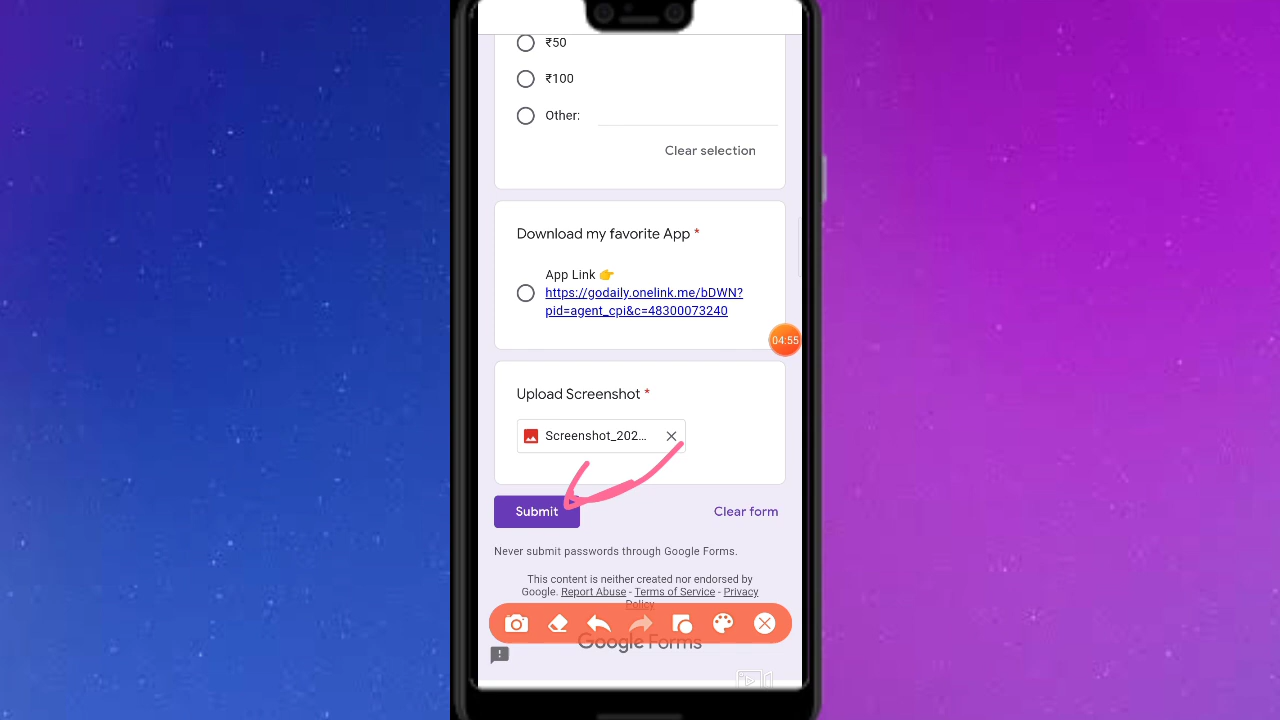 ₹50
₹100
Other:
Clear selection
Download my favorite App *
App Link 👉
https://godaily.onelink.me/bDWN?
pid=agent_cpi&c=48300073240
04:55
Upload Screenshot *
Screenshot_202...
Submit
Clear form
Never submit passwords through Google Forms.
This content is neither created nor endorsed by
Google. Report Abuse - Terms of Service - Privacy
Policy
Google Forms